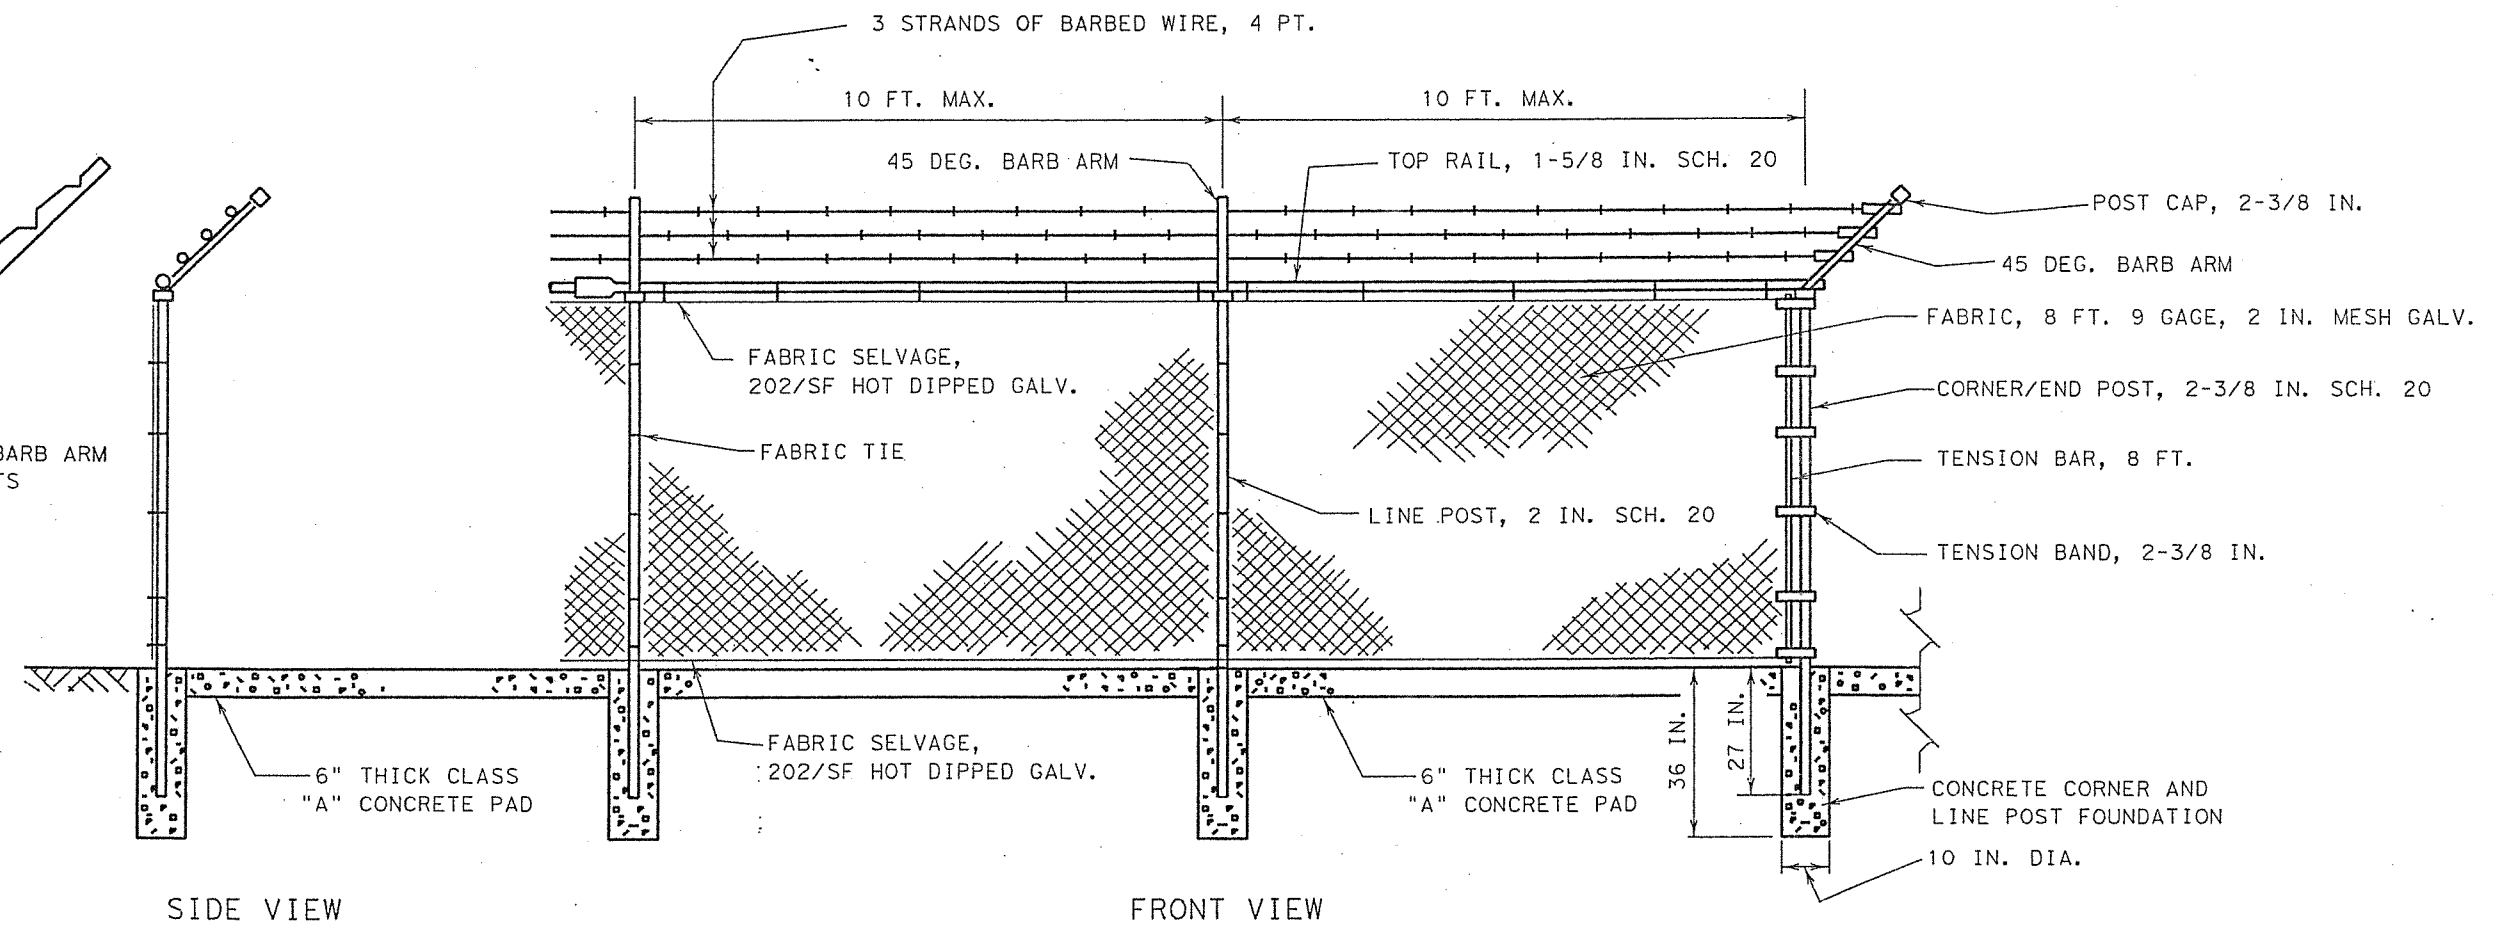 3 STRANDS OF BARBED WIRE, 4 PT.
10 FT. MAX.
10 FT. MAX.
45 DEG. BARB ARM
TOP RAIL, 1-5/8 IN. SCH. 20
POST CAP, 2-3/8 IN.
45 DEG. BARB ARM
FABRIC, 8 FT. 9 GAGE, 2 IN. MESH GALV.
FABRIC SELVAGE,
202/SF HOT DIPPED GALV.
CORNER/END POST, 2-3/8 IN. SCH. 20
BARB ARM
TS
FABRIC TIE
TENSION BAR, 8 FT.
LINE POST, 2 IN. SCH. 20
TENSION BAND, 2-3/8 IN.
36 IN.
27 IN.
FABRIC SELVAGE,
202/SF HOT DIPPED GALV.
6" THICK CLASS
"A" CONCRETE PAD
6" THICK CLASS
"A" CONCRETE PAD
CONCRETE CORNER AND
LINE POST FOUNDATION
10 IN. DIA.
SIDE VIEW
FRONT VIEW